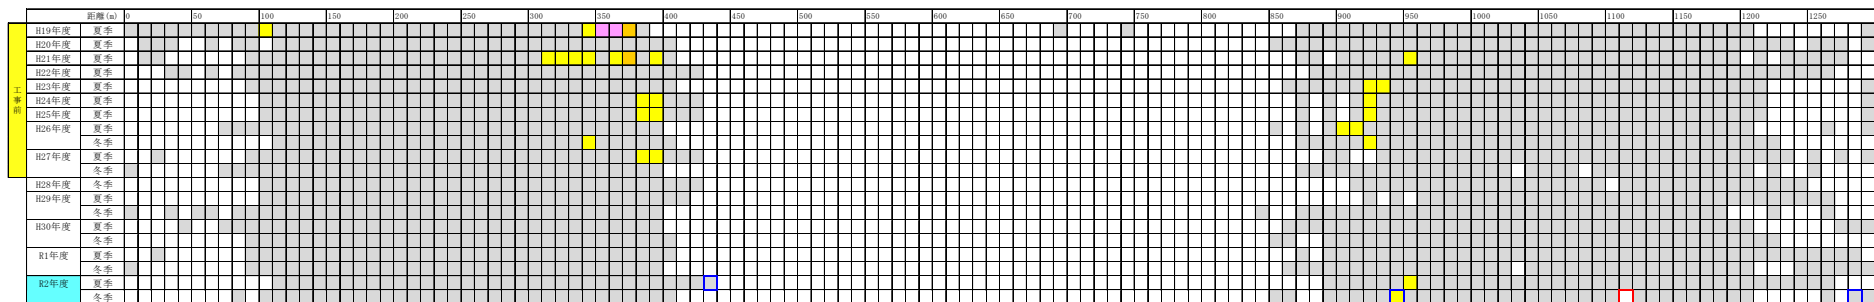 距離(m) 0 50 100 150 200 250 300 350 400 450 500 550 600 650 700 750 800 850 900 950 1000 1050 1100 1150 1200 1250
工事前
H19年度 夏季
H20年度 夏季
H21年度 夏季
H22年度 夏季
H23年度 夏季
H24年度 夏季
H25年度 夏季
H26年度 夏季
冬季
H27年度 夏季
冬季
H28年度 冬季
H29年度 夏季
冬季
H30年度 夏季
冬季
R1年度 夏季
冬季
R2年度 夏季
冬季